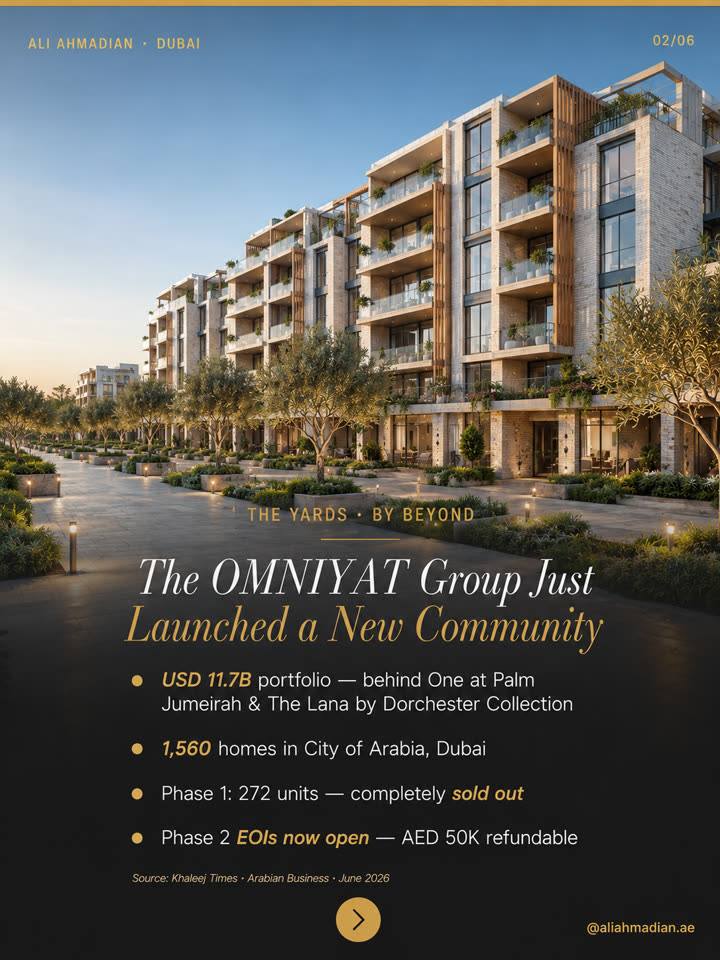 ALI AHMADIAN · DUBAI
02/06
THE YARDS · BY BEYOND
The OMNIYAT Group Just
Launched a New Community
USD 11.7B portfolio — behind One at Palm
Jumeirah & The Lana by Dorchester Collection
1,560 homes in City of Arabia, Dubai
Phase 1: 272 units — completely sold out
Phase 2 EOIs now open — AED 50K refundable
Source: Khaleej Times • Arabian Business • June 2026
@aliahmadian.ae